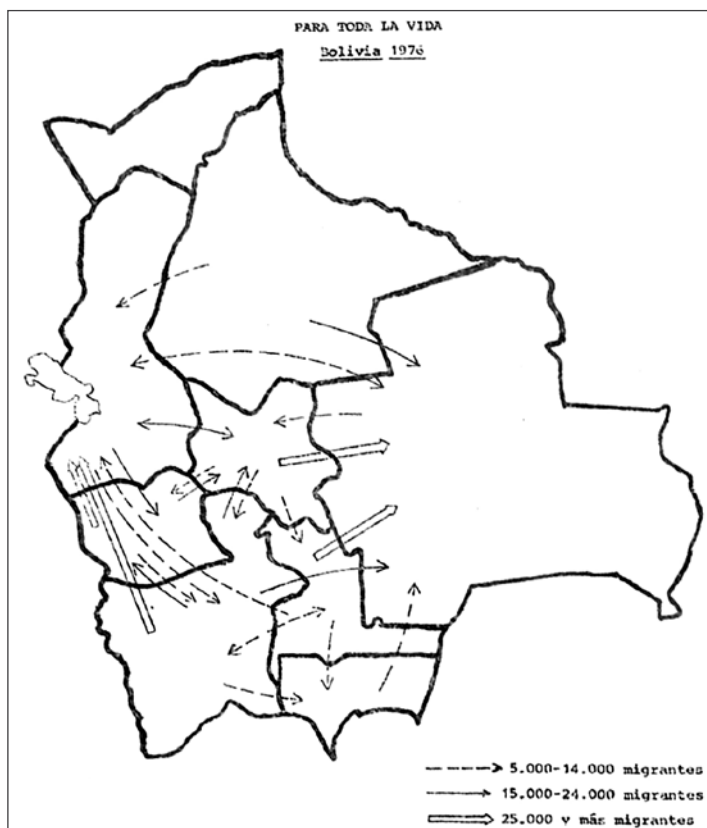 PARA TODA LA VIDA
Bolivia 1976
5.000-14.000 migrantes
15.000-24.000 migrantes
25.000 y más migrantes